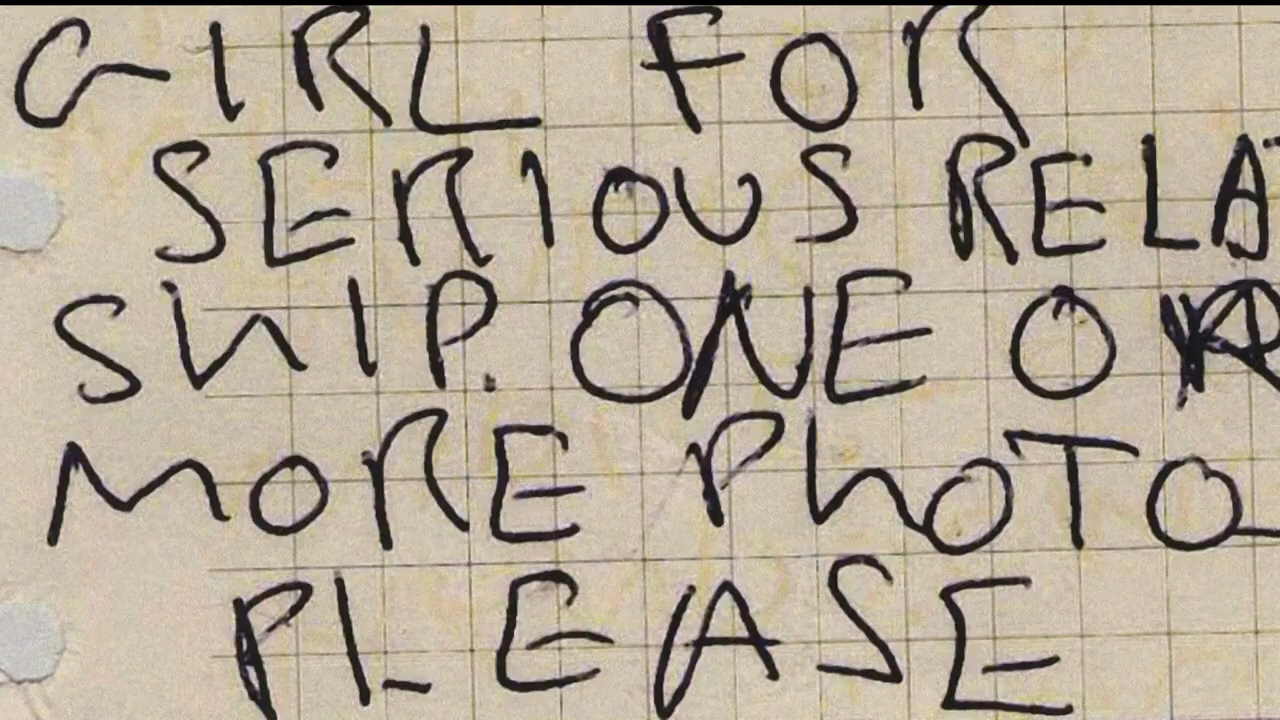 GIRL FOR
SERIOUS RELA
SHIP. ONE OR
MORE PHOTO
PLEASE